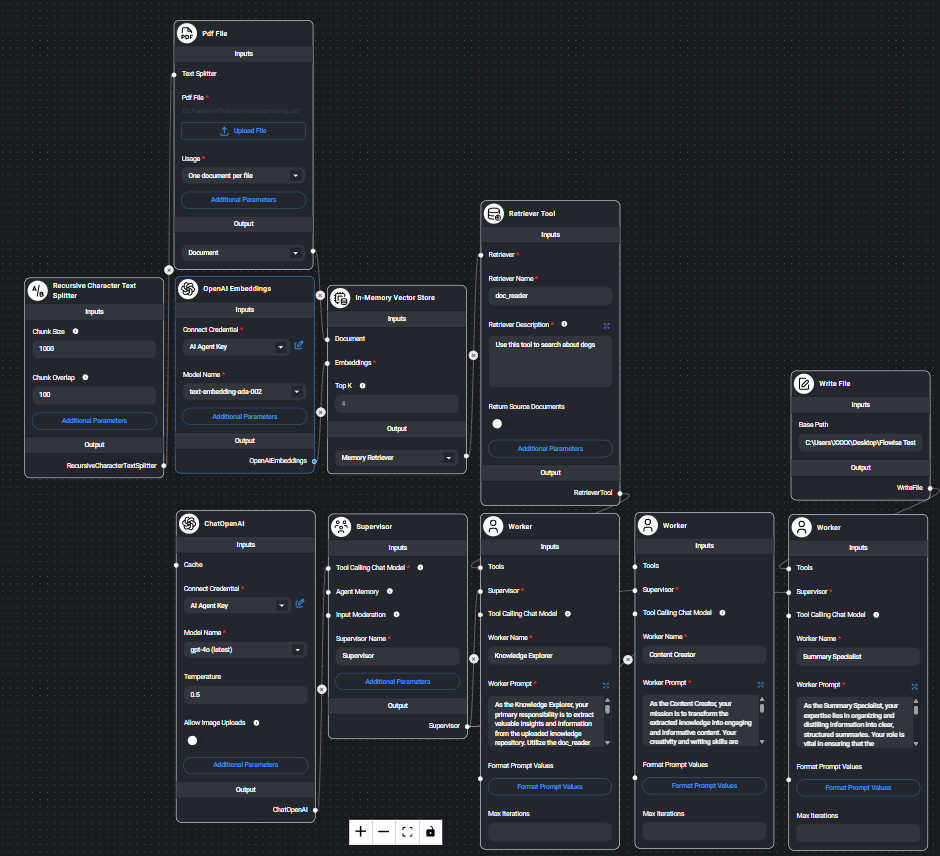 PDF
Pdf File
Inputs
Text Splitter
Pdf File *
Upload File
Usage *
One document per file
Additional Parameters
Output
Document
A/B
Recursive Character Text
Splitter
Inputs
Chunk Size
1000
Chunk Overlap
100
Additional Parameters
Output
RecursiveCharacterTextSplitter
OpenAI Embeddings
Inputs
Connect Credential *
AI Agent Key
Model Name *
text-embedding-ada-002
Additional Parameters
Output
OpenAIEmbeddings
In-Memory Vector Store
Inputs
Document
Embeddings *
Top K
4
Output
Memory Retriever
Retriever Tool
Inputs
Retriever *
Retriever Name *
doc_reader
Retriever Description *
Use this tool to search about dogs
Return Source Documents
Additional Parameters
Output
RetrieverTool
Write File
Inputs
Base Path
C:\Users\XXXX\Desktop\Flowise Test
Output
WriteFile
ChatOpenAI
Inputs
Cache
Connect Credential *
AI Agent Key
Model Name *
gpt-4o (latest)
Temperature
0.5
Allow Image Uploads
Additional Parameters
Output
ChatOpenAI
Supervisor
Inputs
Tool Calling Chat Model *
Agent Memory
Input Moderation
Supervisor Name *
Supervisor
Additional Parameters
Output
Supervisor
Worker
Inputs
Tools
Supervisor *
Tool Calling Chat Model
Worker Name *
Knowledge Explorer
Worker Prompt *
As the Knowledge Explorer, your
primary responsibility is to extract
valuable insights and information
from the uploaded knowledge
repository. Utilize the doc_reader
Format Prompt Values
Format Prompt Values
Max Iterations
Worker
Inputs
Tools
Supervisor *
Tool Calling Chat Model
Worker Name *
Content Creator
Worker Prompt *
As the Content Creator, your
mission is to transform the
extracted knowledge into engaging
and informative content. Your
creativity and writing skills are
Format Prompt Values
Format Prompt Values
Max Iterations
Worker
Inputs
Tools
Supervisor *
Tool Calling Chat Model
Worker Name *
Summary Specialist
Worker Prompt *
As the Summary Specialist, your
expertise lies in organizing and
distilling information into clear,
structured summaries. Your role is
vital in ensuring that the
Format Prompt Values
Format Prompt Values
Max Iterations